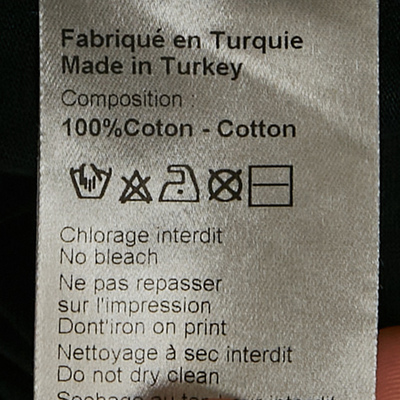 Fabriqué en Turquie
Made in Turkey
Composition :
100%Coton - Cotton
Chlorage interdit
No bleach
Ne pas repasser
sur l'impression
Dont'iron on print
Nettoyage à sec interdit
Do not dry clean